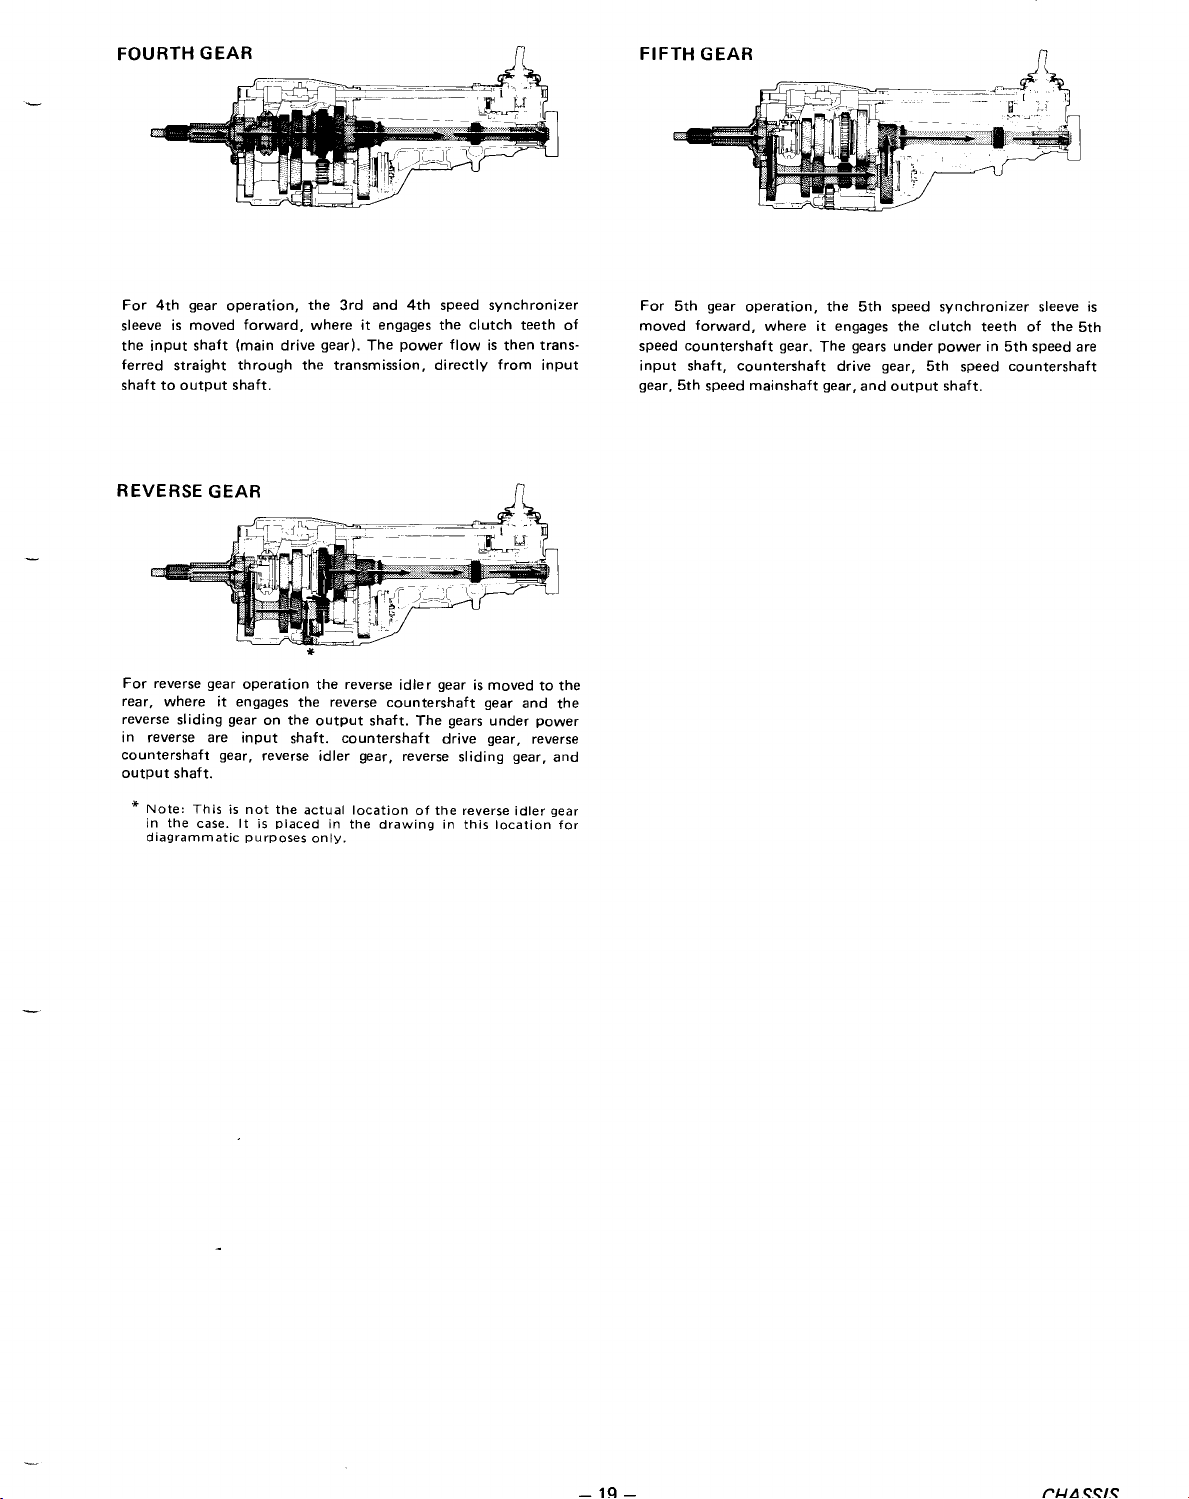 FOURTH GEAR
For 4th gear operation, the 3rd and 4th speed synchronizer
sleeve is moved forward, where it engages the clutch teeth of
the input shaft (main drive gear). The power flow is then trans-
ferred straight through the transmission, directly from input
shaft to output shaft.
REVERSE GEAR
*
For reverse gear operation the reverse idler gear is moved to the
rear, where it engages the reverse countershaft gear and the
reverse sliding gear on the output shaft. The gears under power
in reverse are input shaft. countershaft drive gear, reverse
countershaft gear, reverse idler gear, reverse sliding gear, and
output shaft.
* Note: This is not the actual location of the reverse idler gear
in the case. It is placed in the drawing in this location for
diagrammatic purposes only.
FIFTH GEAR
For 5th gear operation, the 5th speed synchronizer sleeve is
moved forward, where it engages the clutch teeth of the 5th
speed countershaft gear. The gears under power in 5th speed are
input shaft, countershaft drive gear, 5th speed countershaft
gear, 5th speed mainshaft gear, and output shaft.
– 19 –
CHASSIS